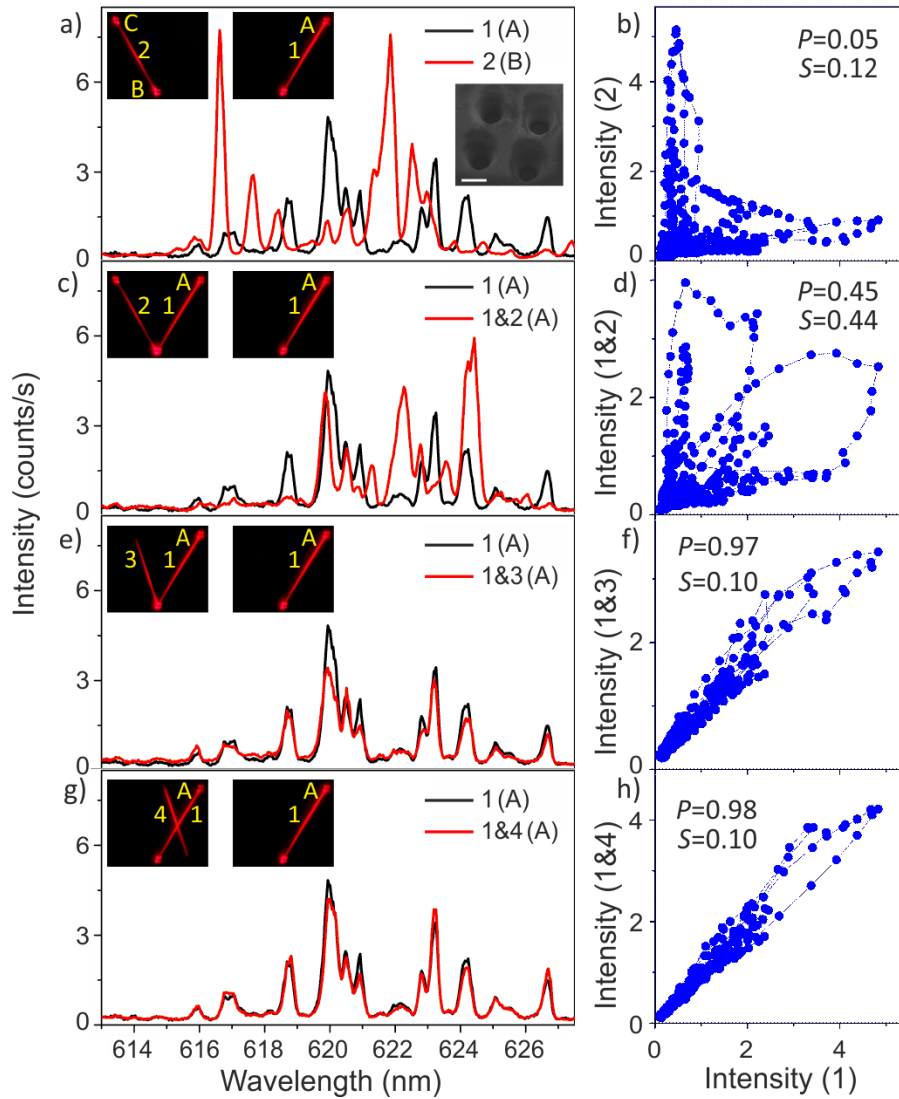 a)
C
2
B
A
1
1 (A)
2 (B)
6
3
0
b)
P=0.05
S=0.12
Intensity (2)
4
2
0
c)
A
2
1
A
1
1 (A)
1&2 (A)
6
3
0
d)
P=0.45
S=0.44
Intensity (1&2)
4
2
0
e)
A
3
1
A
1
1 (A)
1&3 (A)
6
3
0
f)
P=0.97
S=0.10
Intensity (1&3)
2
0
g)
A
4
1
A
1
1 (A)
1&4 (A)
6
3
0
h)
P=0.98
S=0.10
Intensity (1&4)
4
2
0
Intensity (counts/s)
614 616 618 620 622 624 626
Wavelength (nm)
0 2 4
Intensity (1)